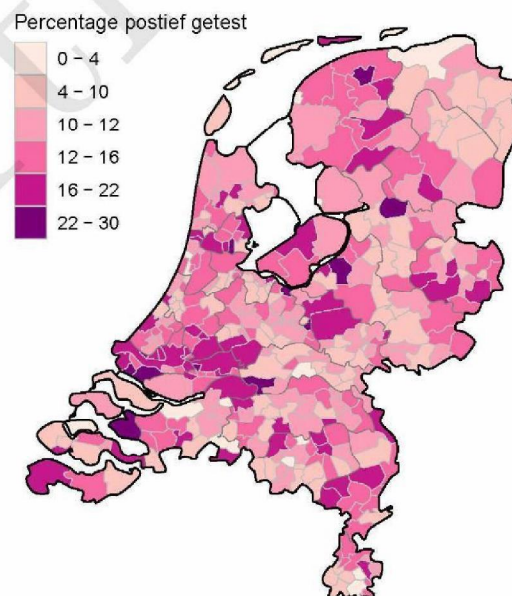 Percentage postief getest
0 – 4
4 – 10
10 – 12
12 – 16
16 – 22
22 – 30